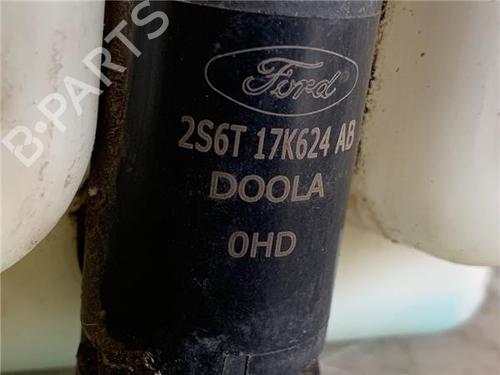 B-PARTS
Ford
2S6T 17K624 AB
DOOLA
0HD